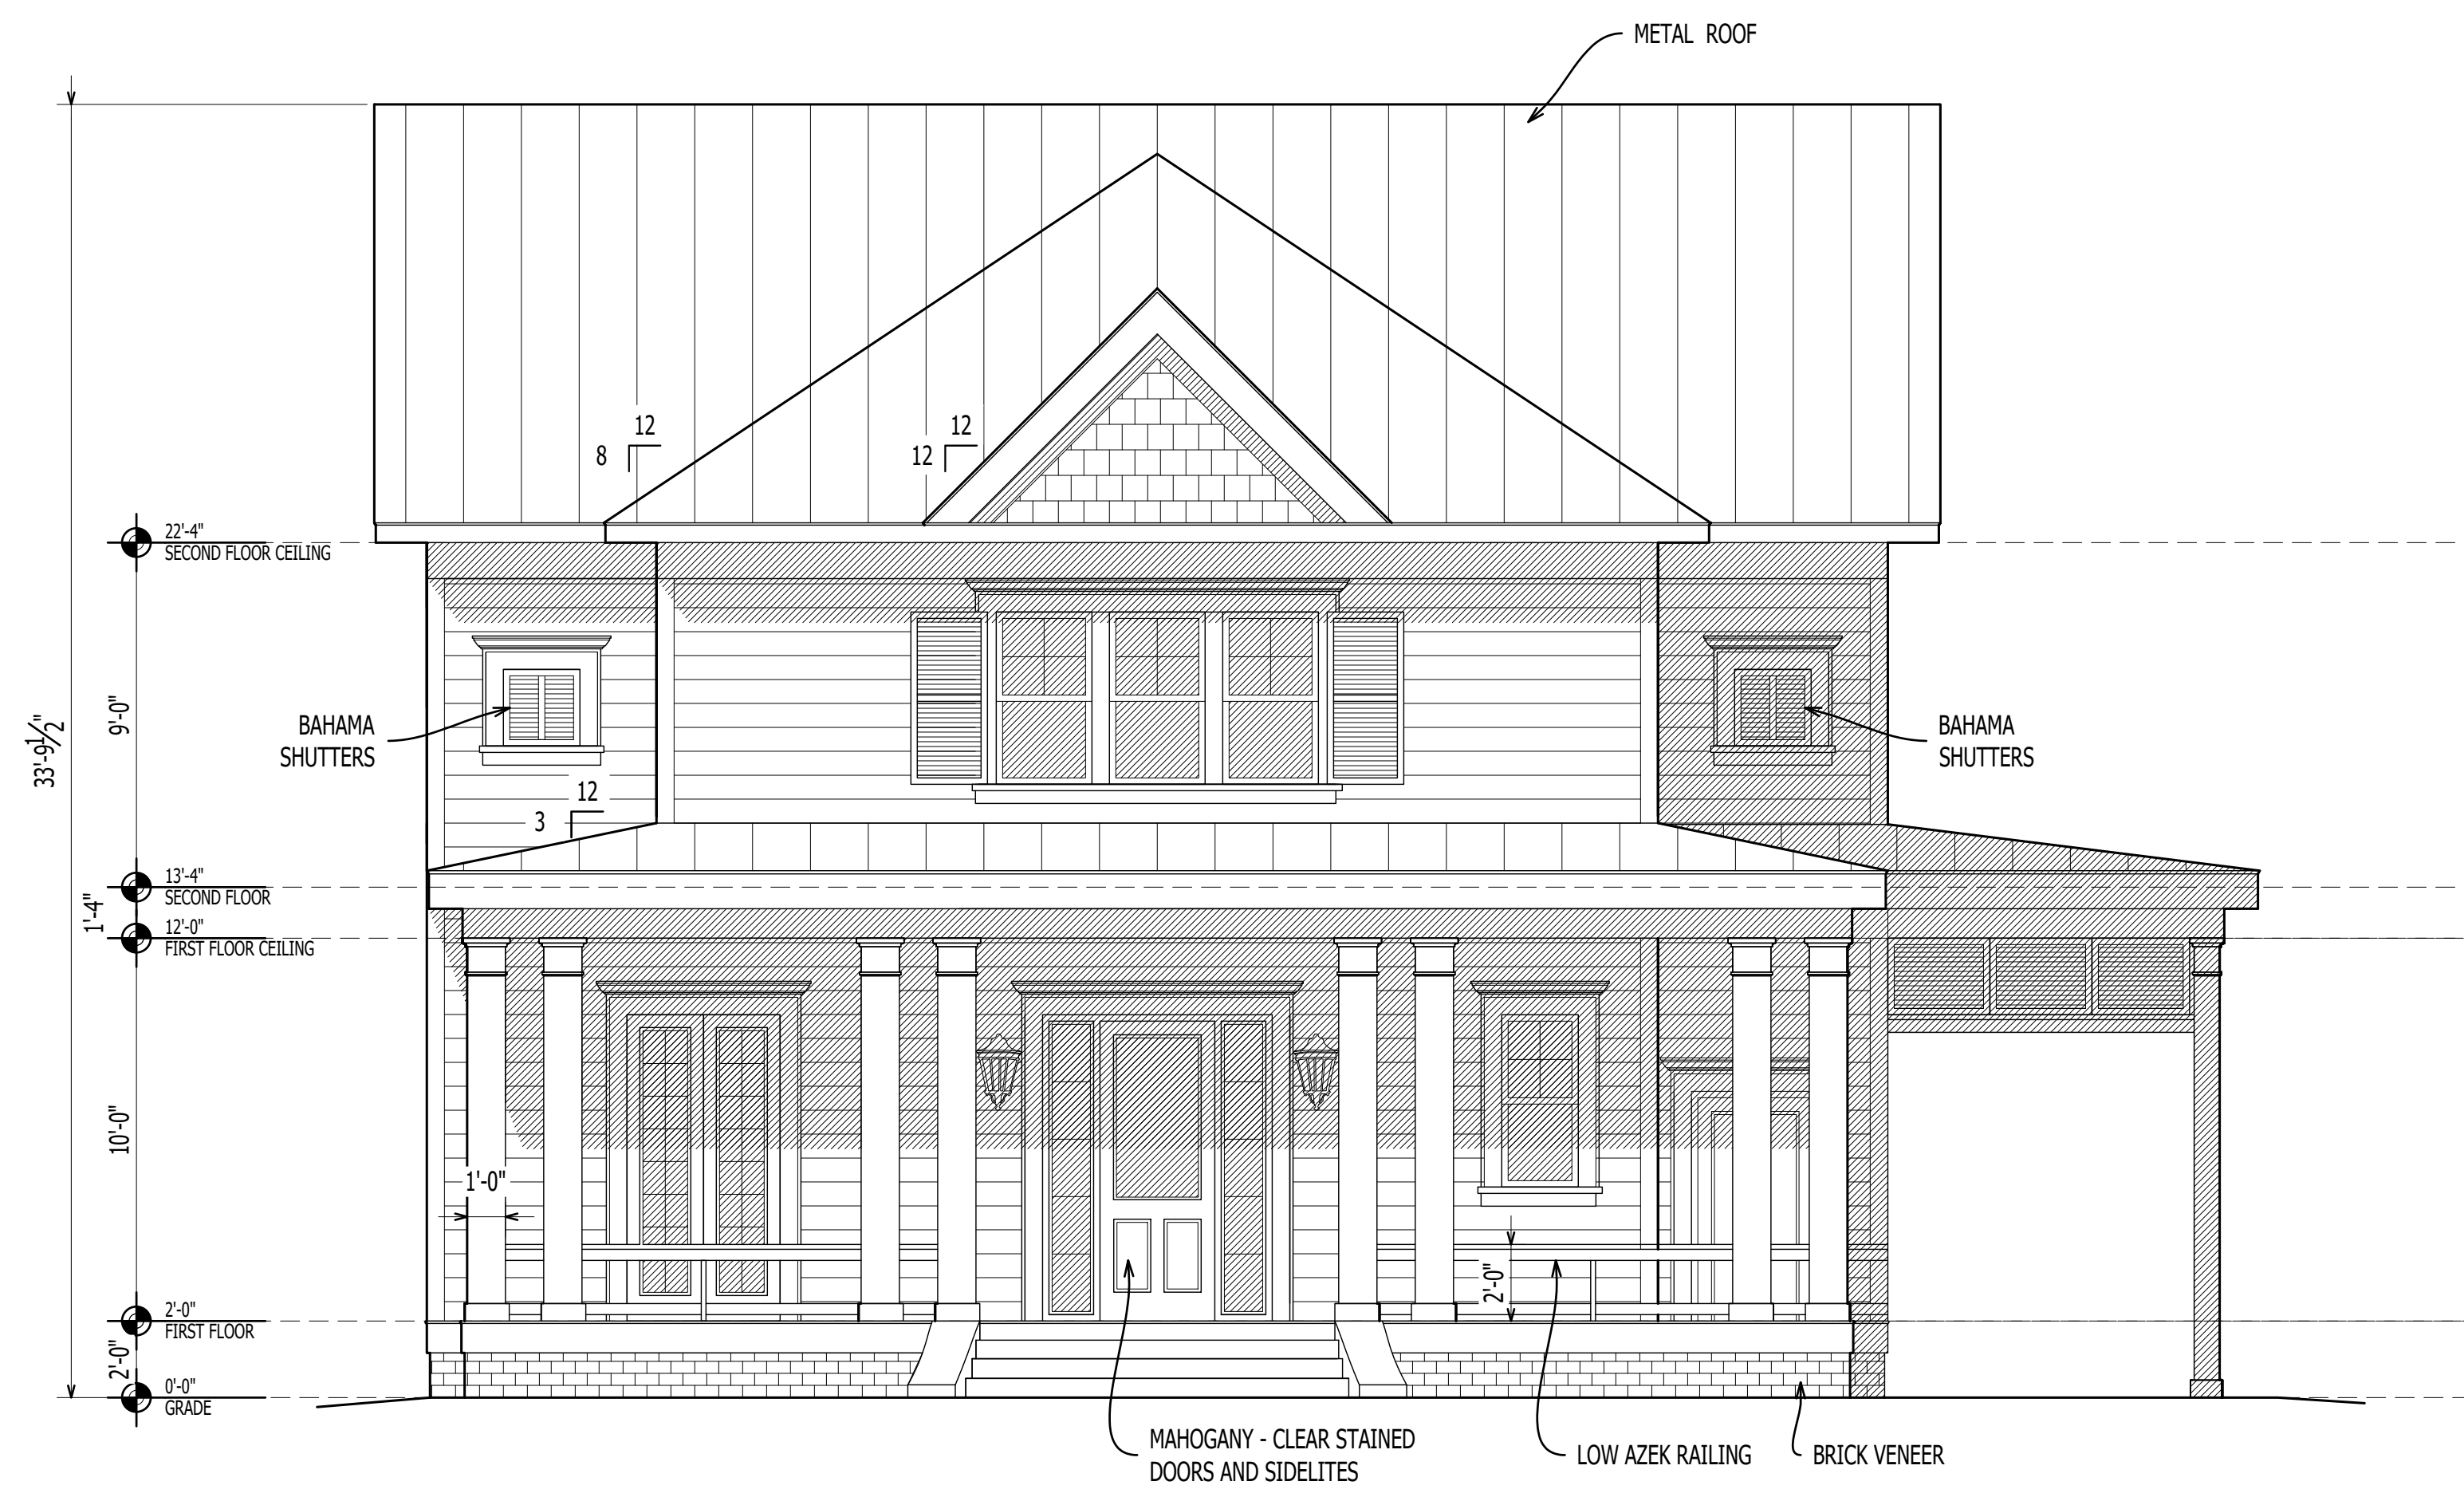 METAL ROOF
12
8
12
12
22'-4"
SECOND FLOOR CEILING
9'-0"
33'-9 1/2"
BAHAMA
SHUTTERS
BAHAMA
SHUTTERS
12
3
13'-4"
SECOND FLOOR
1'-4"
12'-0"
FIRST FLOOR CEILING
10'-0"
1'-0"
2'-0"
2'-0"
FIRST FLOOR
2'-0"
0'-0"
GRADE
MAHOGANY - CLEAR STAINED
DOORS AND SIDELITES
LOW AZEK RAILING
BRICK VENEER